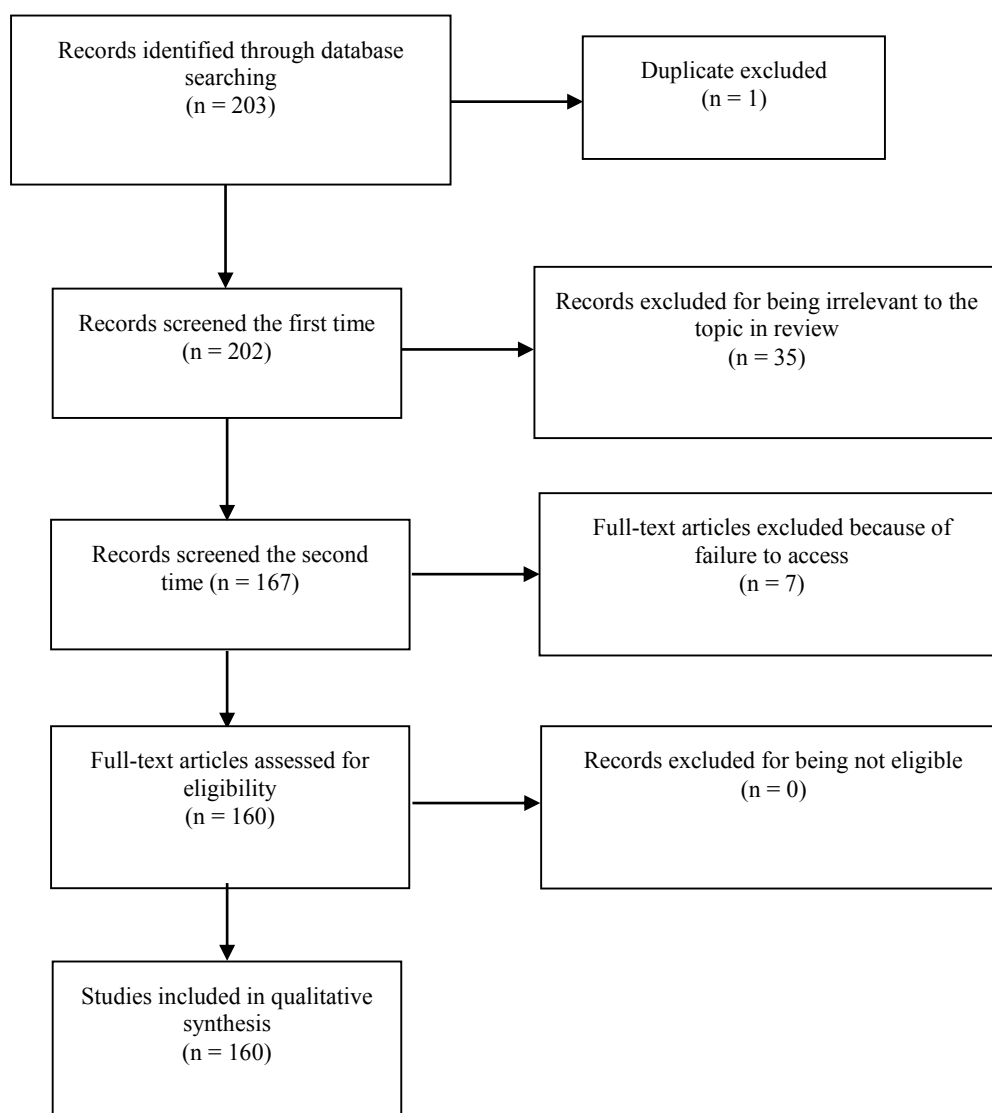 Records identified through database
searching
(n = 203)
Duplicate excluded
(n = 1)
Records screened the first time
(n = 202)
Records excluded for being irrelevant to the
topic in review
(n = 35)
Records screened the second
time (n = 167)
Full-text articles excluded because of
failure to access
(n = 7)
Full-text articles assessed for
eligibility
(n = 160)
Records excluded for being not eligible
(n = 0)
Studies included in qualitative
synthesis
(n = 160)